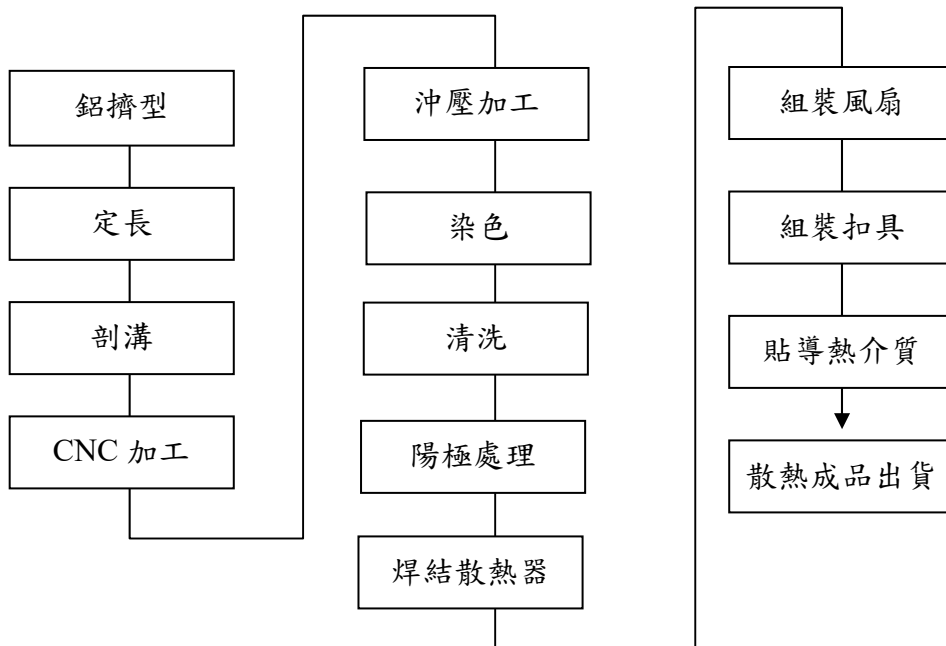 鋁擠型
定長
剖溝
CNC 加工
沖壓加工
染色
清洗
陽極處理
焊結散熱器
組裝風扇
組裝扣具
貼導熱介質
散熱成品出貨